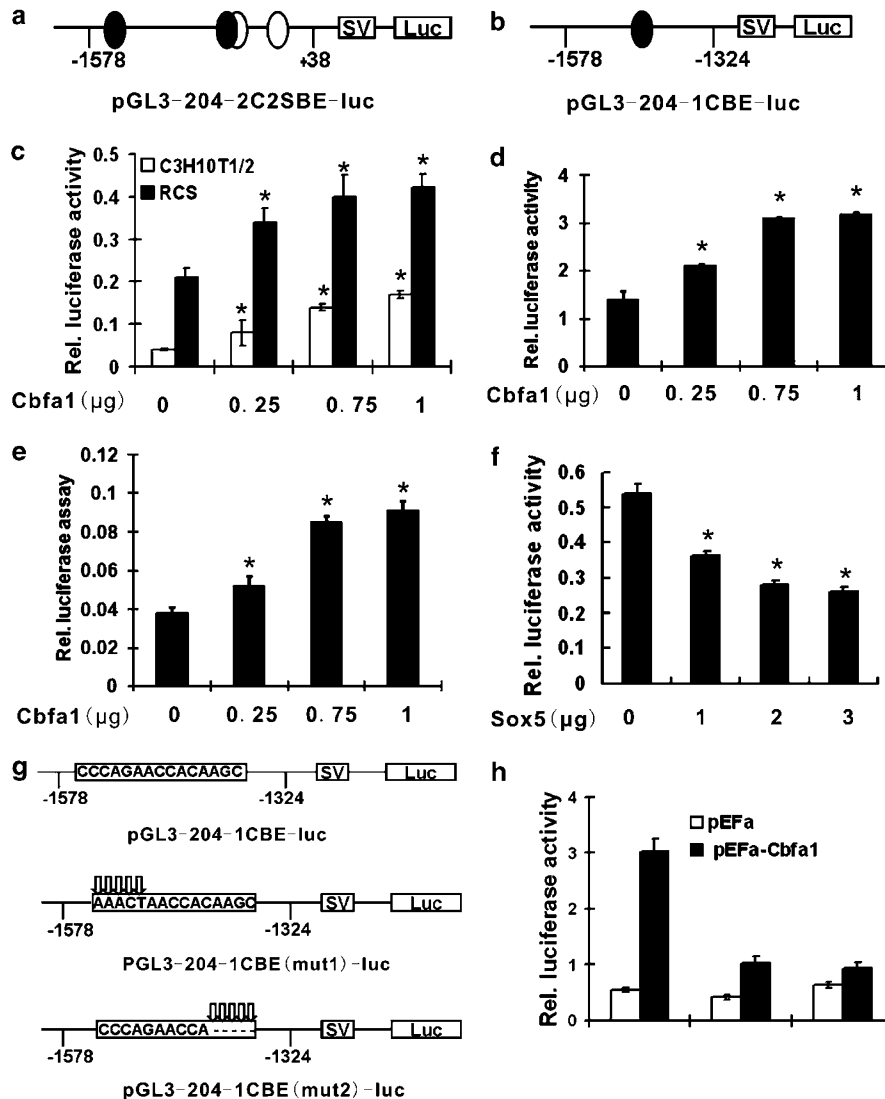 a
SV
Luc
-1578
+38
pGL3-204-2C2SBE-luc
b
SV
Luc
-1578
-1324
pGL3-204-1CBE-luc
c
C3H10T1/2
RCS
Rel. luciferase activity
0.5
0.4
0.3
0.2
0.1
0
* * * * * *
Cbfa1 (µg) 0 0.25 0.75 1
d
Rel. luciferase activity
4
3
2
1
0
* * *
Cbfa1 (µg) 0 0.25 0.75 1
e
Rel. luciferase assay
0.12
0.1
0.08
0.06
0.04
0.02
0
* * *
Cbfa1 (µg) 0 0.25 0.75 1
f
Rel. luciferase activity
0.6
0.5
0.4
0.3
0.2
0.1
0
* * *
Sox5 (µg) 0 1 2 3
g
CCCAGAACCACAAGC
SV
Luc
-1578
-1324
pGL3-204-1CBE-luc
AAACTAACCACAAGC
SV
Luc
-1578
-1324
PGL3-204-1CBE(mut1)-luc
CCCAGAACCA-----
SV
Luc
-1578
-1324
pGL3-204-1CBE(mut2)-luc
h
pEFa
pEFa-Cbfa1
Rel. luciferase activity
4
3
2
1
0